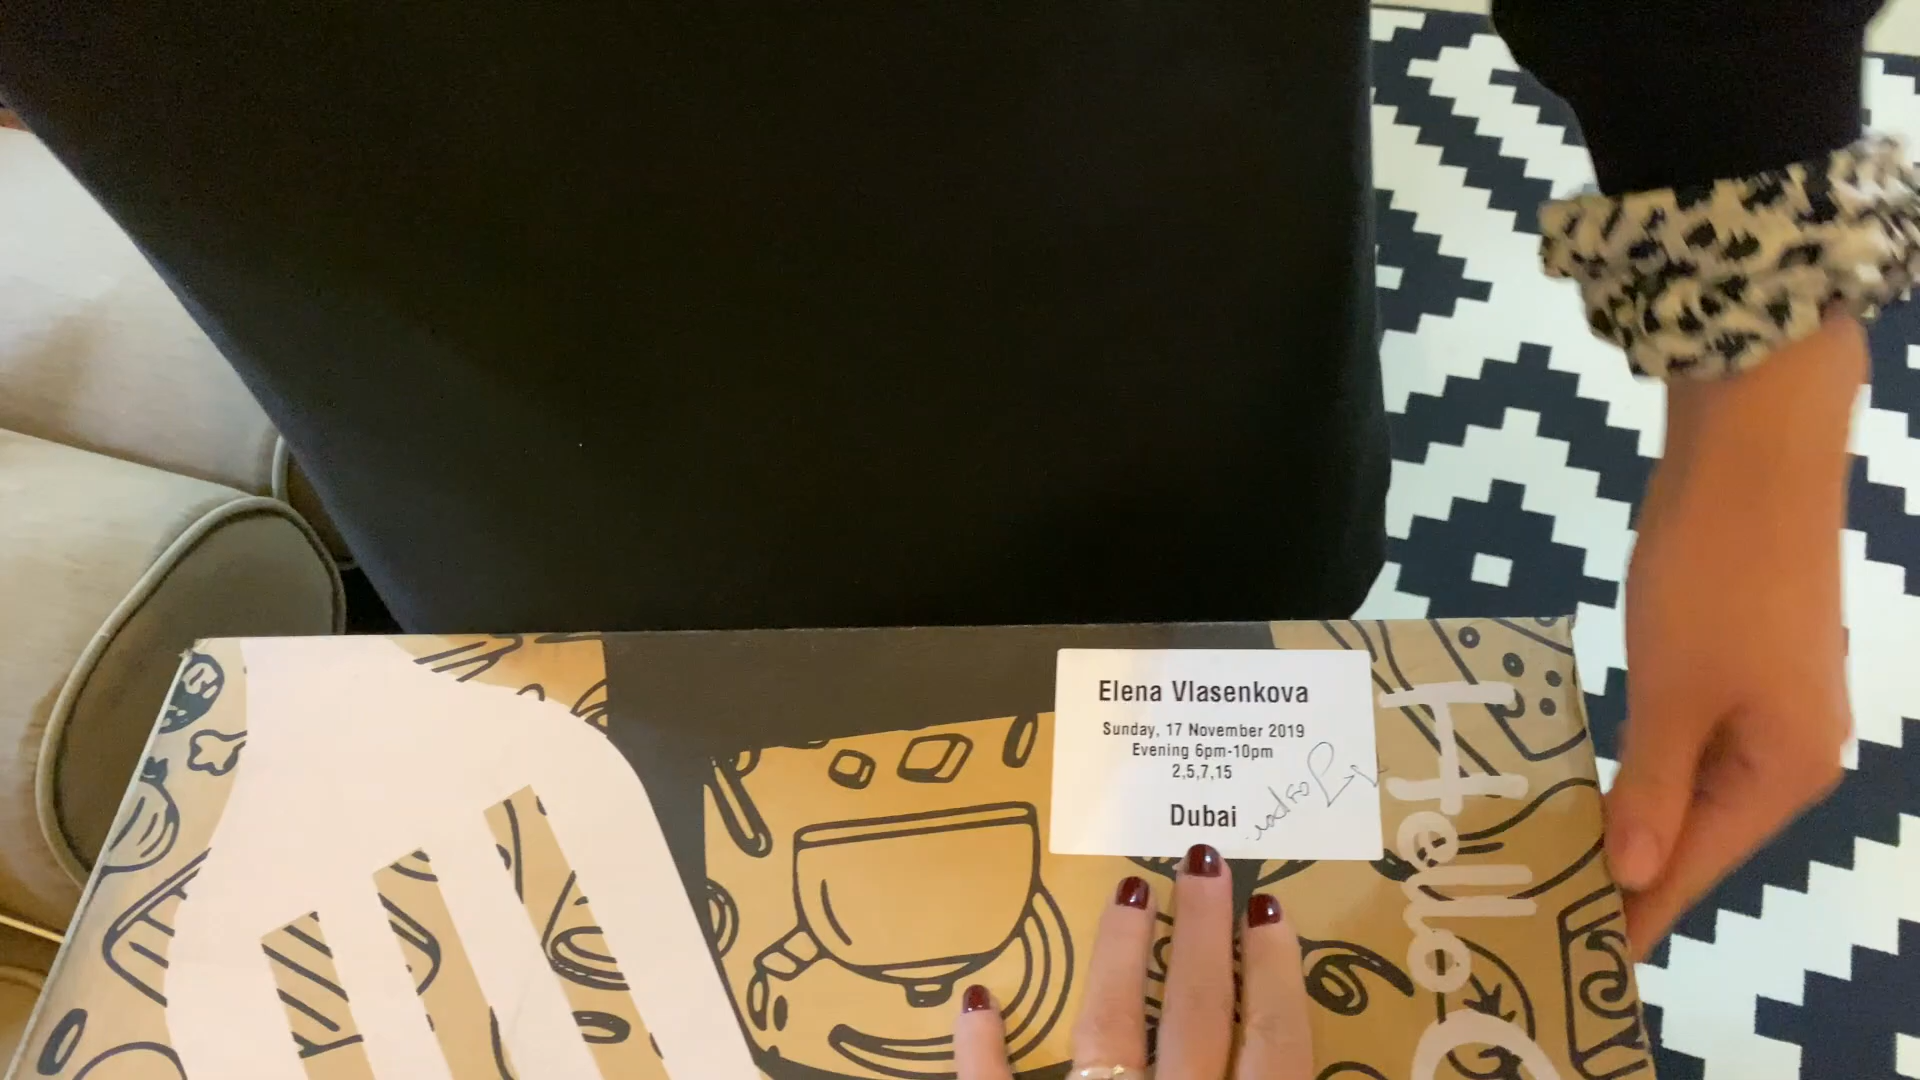 Elena Vlasenkova
Sunday, 17 November 2019
Evening 6pm-10pm
2,5,7,15
Dubai
Hello